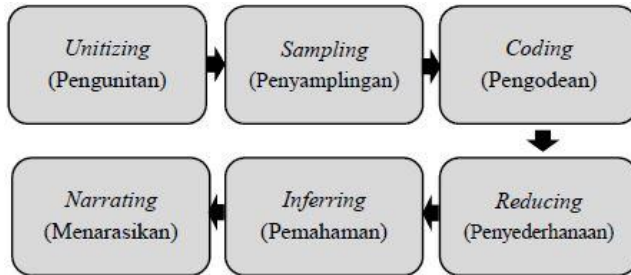 Unitizing
(Pengunitan)
Sampling
(Penyamplingan)
Coding
(Pengodean)
Reducing
(Penyederhanaan)
Inferring
(Pemahaman)
Narrating
(Menarasikan)